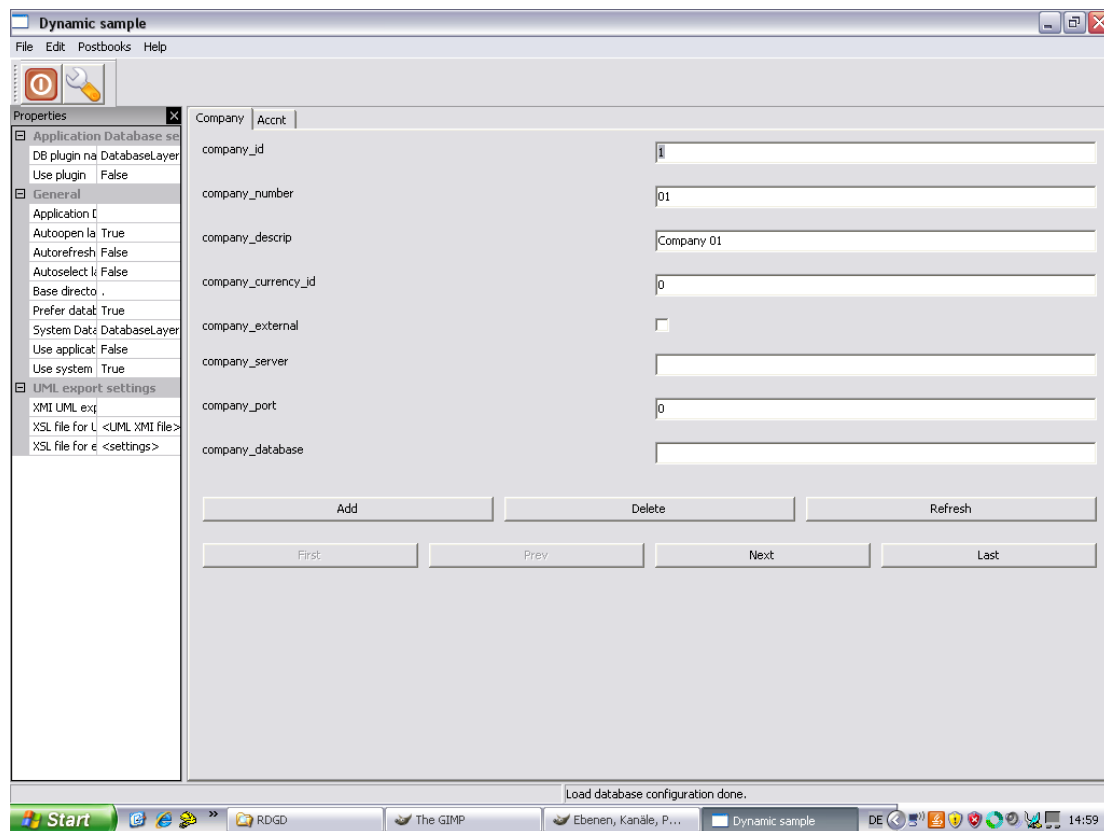 Dynamic sample
File Edit Postbooks Help
Properties
Company Accnt
Application Database se
DB plugin na DatabaseLayer
Use plugin False
General
Application D
Autoopen la True
Autorefresh False
Autoselect la False
Base directo .
Prefer datab True
System Data DatabaseLayer
Use applicat False
Use system True
UML export settings
XMI UML exp
XSL file for U <UML XMI file>
XSL file for e <settings>
company_id 1
company_number 01
company_descrip Company 01
company_currency_id 0
company_external
company_server
company_port 0
company_database
Add Delete Refresh
First Prev Next Last
Load database configuration done.
Start » RDGD The GIMP Ebenen, Kanäle, P... Dynamic sample DE 14:59